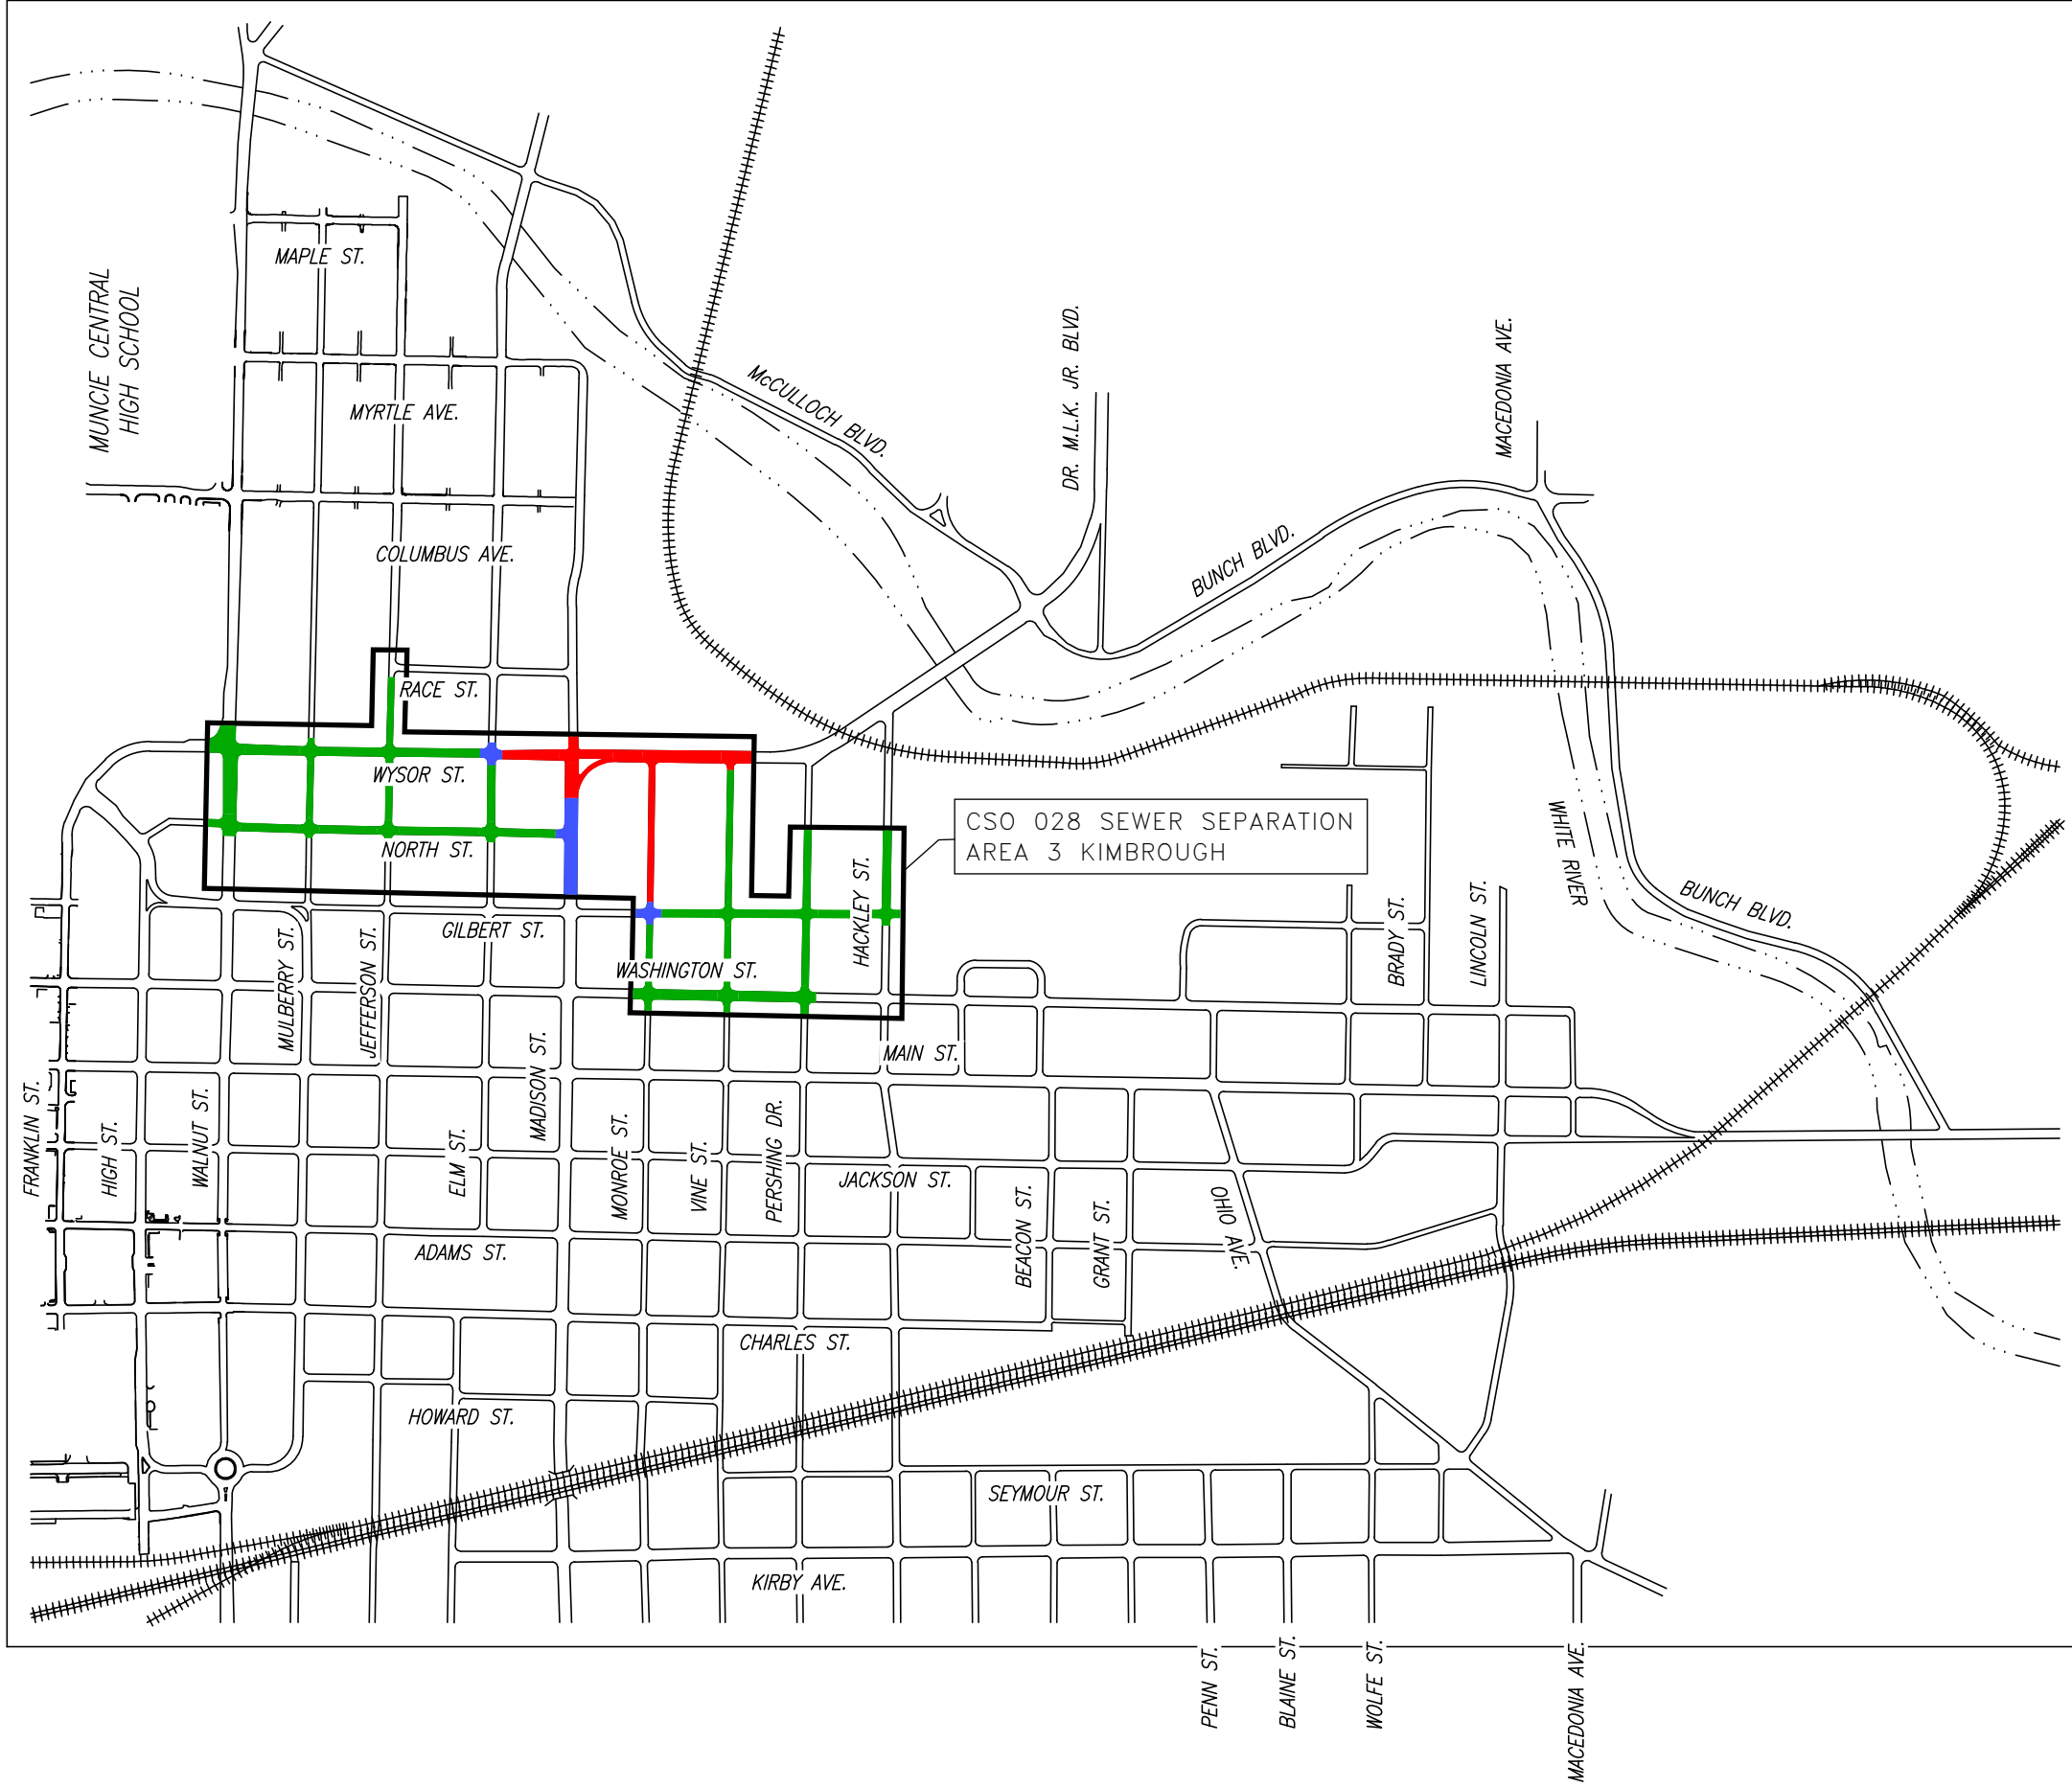 MAPLE ST.
MUNCIE CENTRAL
HIGH SCHOOL
MYRTLE AVE.
McCULLOCH BLVD.
DR. M.L.K. JR. BLVD.
MACEDONIA AVE.
COLUMBUS AVE.
BUNCH BLVD.
RACE ST.
WYSOR ST.
NORTH ST.
CSO 028 SEWER SEPARATION
AREA 3 KIMBROUGH
WHITE RIVER
BUNCH BLVD.
HACKLEY ST.
BRADY ST.
LINCOLN ST.
GILBERT ST.
WASHINGTON ST.
MULBERRY ST.
JEFFERSON ST.
MADISON ST.
MAIN ST.
FRANKLIN ST.
HIGH ST.
WALNUT ST.
ELM ST.
MONROE ST.
VINE ST.
PERSHING DR.
JACKSON ST.
BEACON ST.
GRANT ST.
OHIO AVE.
ADAMS ST.
CHARLES ST.
HOWARD ST.
SEYMOUR ST.
KIRBY AVE.
PENN ST.
BLAINE ST.
WOLFE ST.
MACEDONIA AVE.